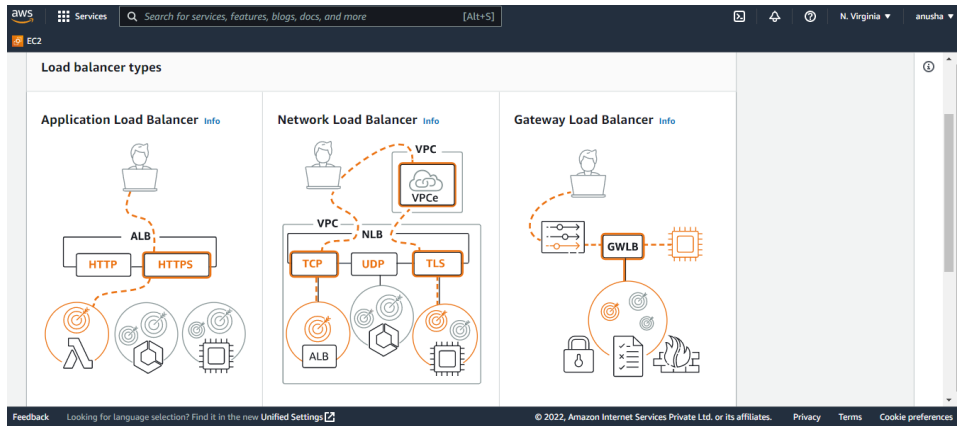 aws Services Search for services, features, blogs, docs, and more [Alt+S] N. Virginia ▼ anusha ▼
EC2
Load balancer types
Application Load Balancer Info
ALB
HTTP HTTPS
Network Load Balancer Info
VPC
VPCe
VPC
NLB
TCP UDP TLS
ALB
Gateway Load Balancer Info
GWLB
Feedback Looking for language selection? Find it in the new Unified Settings © 2022, Amazon Internet Services Private Ltd. or its affiliates. Privacy Terms Cookie preferences